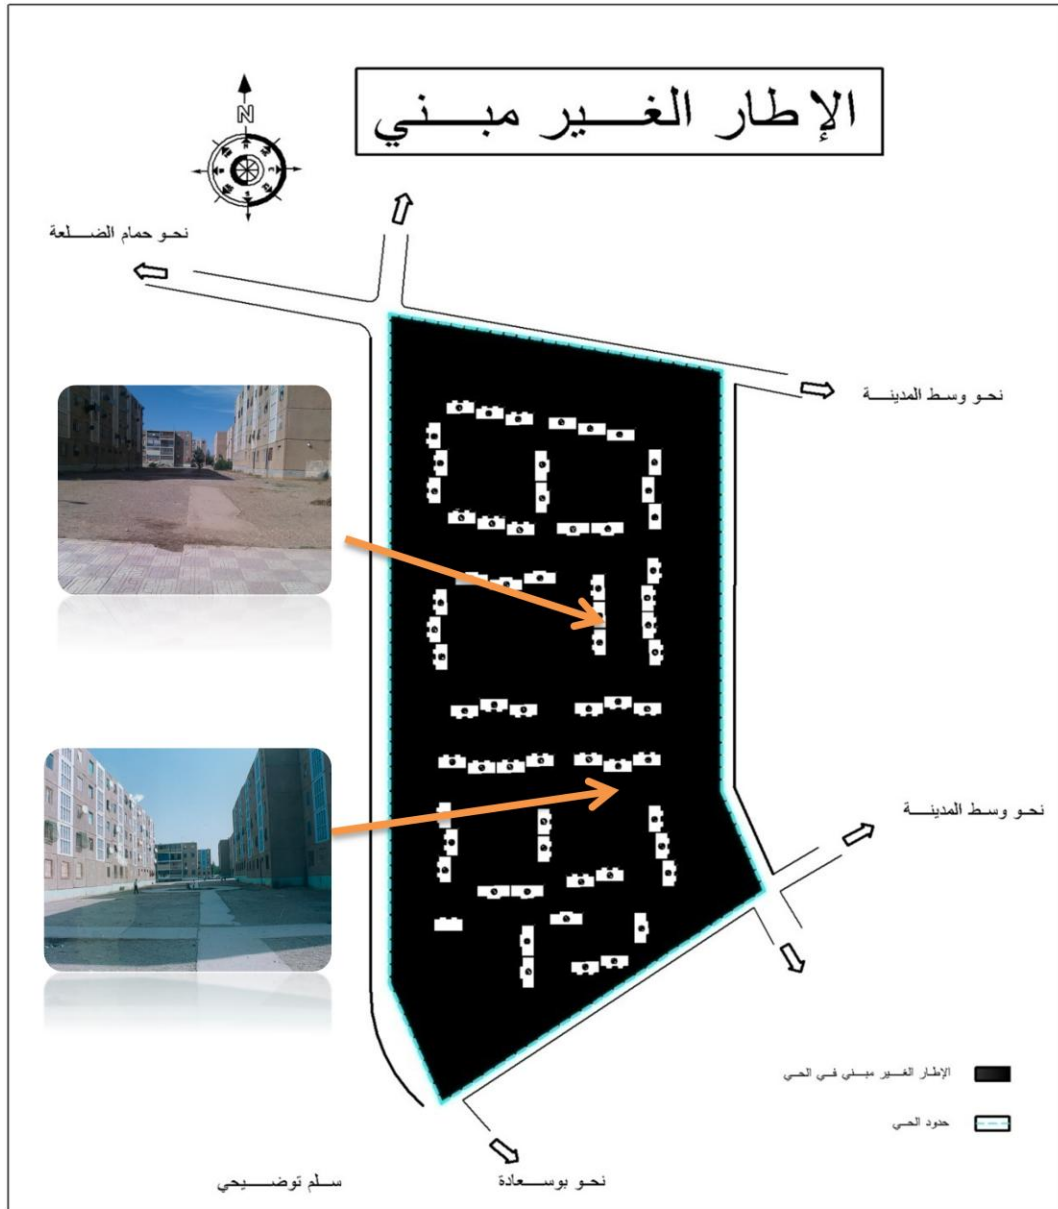 الإطار الغير مبني
N
نحو حمام الضلعة
نحو وسط المدينة
نحو وسط المدينة
الإطار الغير مبني في الحي
حدود الحي
نحو بوسعادة
سلم توضيحي